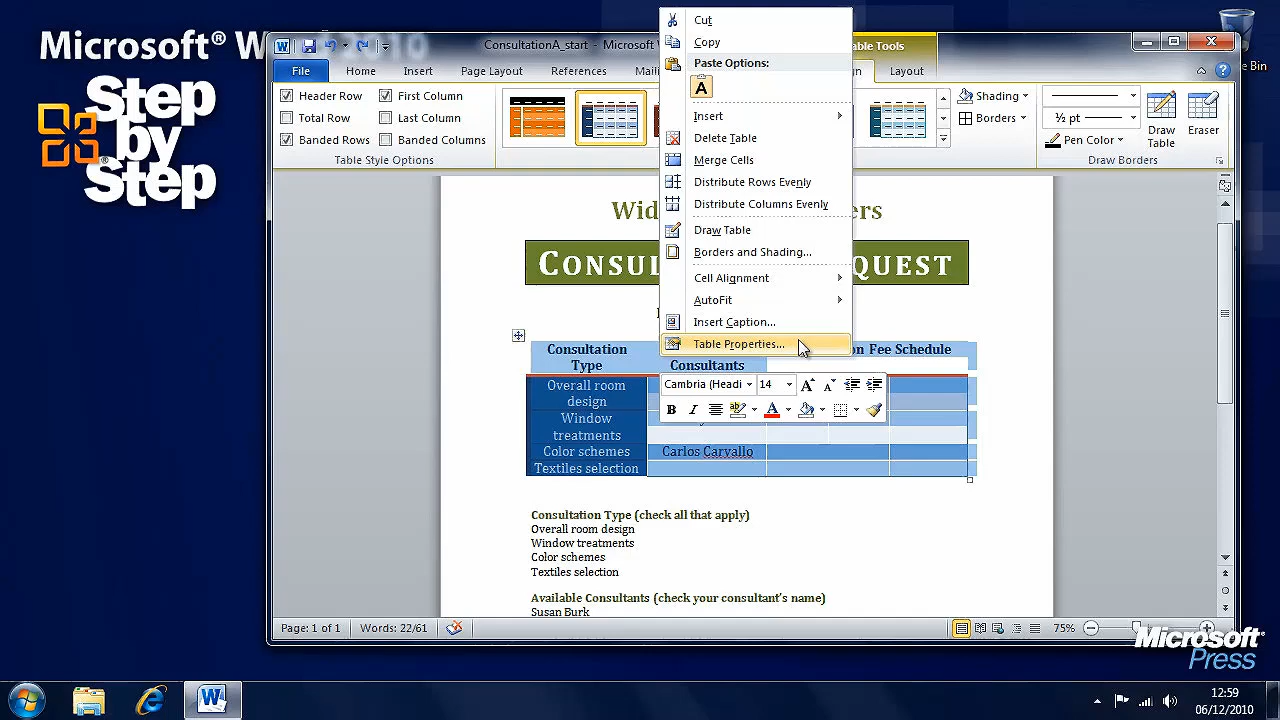 Microsoft® W
Step
by
Step
ConsultationA_start - Microsoft
able Tools
File
Home
Insert
Page Layout
References
Layout
Header Row
First Column
Total Row
Last Column
Banded Rows
Banded Columns
Table Style Options
Shading
Borders
½ pt
Pen Color
Draw Table
Eraser
Draw Borders
Cut
Copy
Paste Options:
A
Insert
Delete Table
Merge Cells
Distribute Rows Evenly
Distribute Columns Evenly
Draw Table
Borders and Shading...
Cell Alignment
AutoFit
Insert Caption...
Table Properties...
Cambria (Headi
14
B I A
Wid
ers
CONSUL
QUEST
Consultation
Type
Consultants
n Fee Schedule
Overall room
design
Window
treatments
Color schemes
Carlos Carvallo
Textiles selection
Consultation Type (check all that apply)
Overall room design
Window treatments
Color schemes
Textiles selection
Available Consultants (check your consultant's name)
Susan Burk
Page: 1 of 1
Words: 22/61
75%
Microsoft®
Press
e Bin
12:59
06/12/2010